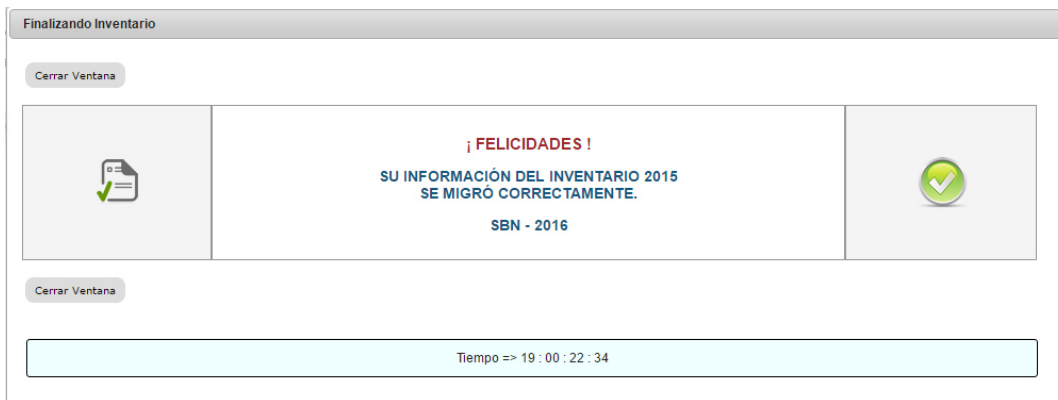 Finalizando Inventario
Cerrar Ventana
¡ FELICIDADES !
SU INFORMACIÓN DEL INVENTARIO 2015
SE MIGRÓ CORRECTAMENTE.
SBN - 2016
Cerrar Ventana
Tiempo => 19 : 00 : 22 : 34